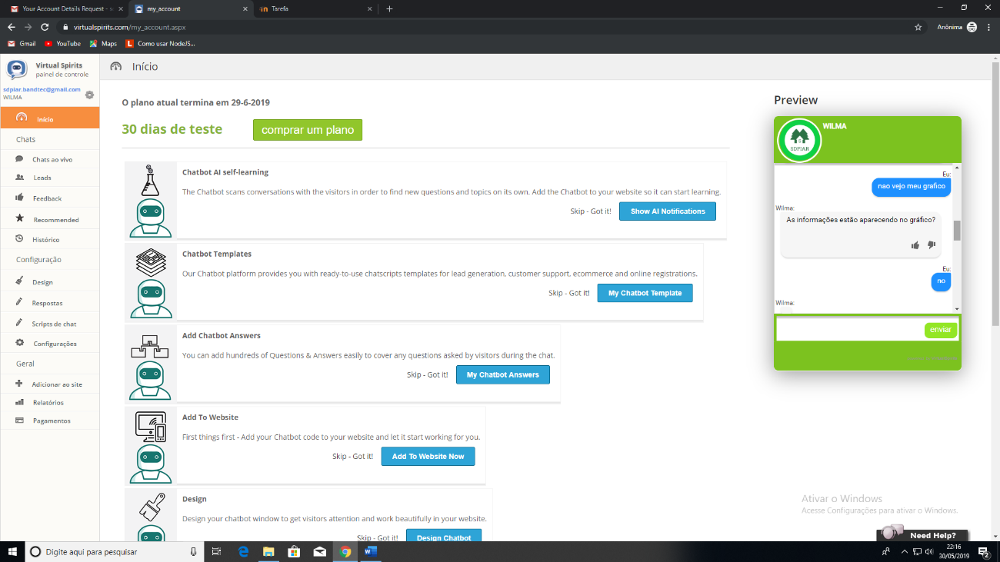 Your Account Details Request - s
my_account
Tarefa
virtualspirits.com/my_account.aspx
Anônima
Gmail
YouTube
Maps
Como usar NodeJS...
Virtual Spirits
painel de controle
sdpiar.bandtec@gmail.com
WILMA
Início
Chats
Chats ao vivo
Leads
Feedback
Recommended
Histórico
Configuração
Design
Respostas
Scripts de chat
Configurações
Geral
Adicionar ao site
Relatórios
Pagamentos
Início
O plano atual termina em 29-6-2019
30 dias de teste
comprar um plano
Chatbot AI self-learning
The Chatbot scans conversations with the visitors in order to find new questions and topics on its own. Add the Chatbot to your website so it can start learning.
Skip - Got it!
Show AI Notifications
Chatbot Templates
Our Chatbot platform provides you with ready-to-use chatscripts templates for lead generation, customer support, ecommerce and online registrations.
Skip - Got it!
My Chatbot Template
Add Chatbot Answers
You can add hundreds of Questions & Answers easily to cover any questions asked by visitors during the chat.
Skip - Got it!
My Chatbot Answers
Add To Website
First things first - Add your Chatbot code to your website and let it start working for you.
Skip - Got it!
Add To Website Now
Design
Design your chatbot window to get visitors attention and work beautifully in your website.
Skip - Got it!
Design Chatbot
Preview
SDPIAR
WILMA
Eu:
nao vejo meu grafico
Wilma:
As informações estão aparecendo no gráfico?
Eu:
no
Wilma:
enviar
Ativar o Windows
Acesse Configurações para ativar o Windows.
Need Help?
Digite aqui para pesquisar
22:16
30/05/2019
2